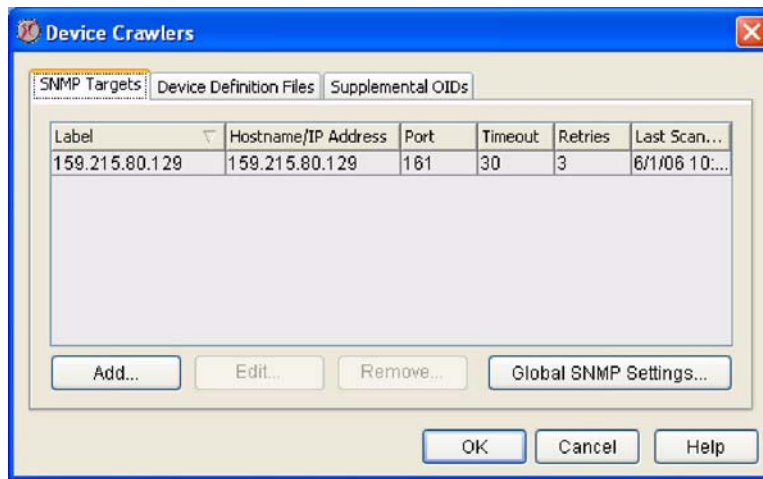 Device Crawlers
SNMP Targets Device Definition Files Supplemental OIDs
Label Hostname/IP Address Port Timeout Retries Last Scan...
159.215.80.129 159.215.80.129 161 30 3 6/1/06 10:...
Add... Edit... Remove... Global SNMP Settings...
OK Cancel Help